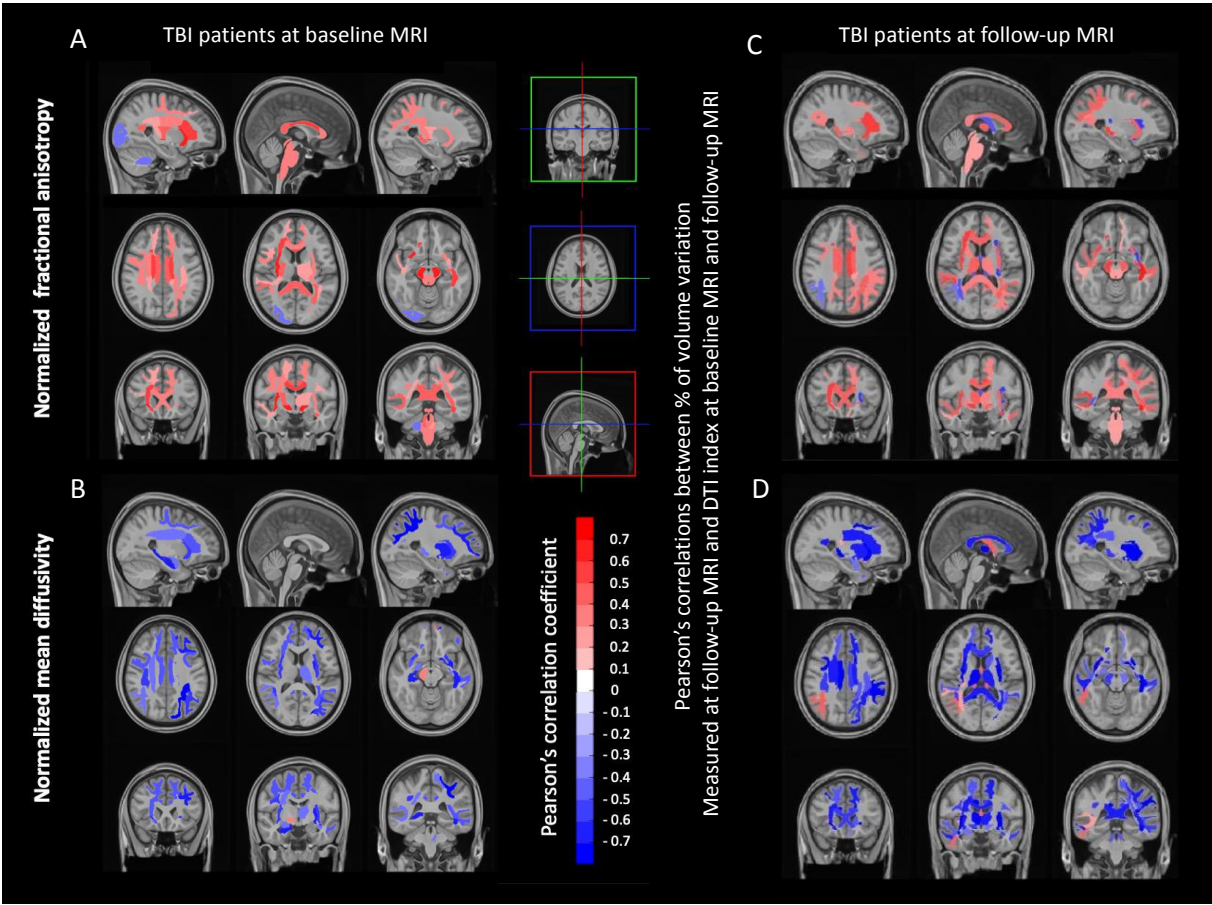 A
TBI patients at baseline MRI
C
TBI patients at follow-up MRI
Normalized fractional anisotropy
B
Normalized mean diffusivity
D
Pearson's correlation coefficient
0.7
0.6
0.5
0.4
0.3
0.2
0.1
0
- 0.1
- 0.2
- 0.3
- 0.4
- 0.5
- 0.6
- 0.7
Pearson's correlations between % of volume variation
Measured at follow-up MRI and DTI index at baseline MRI and follow-up MRI